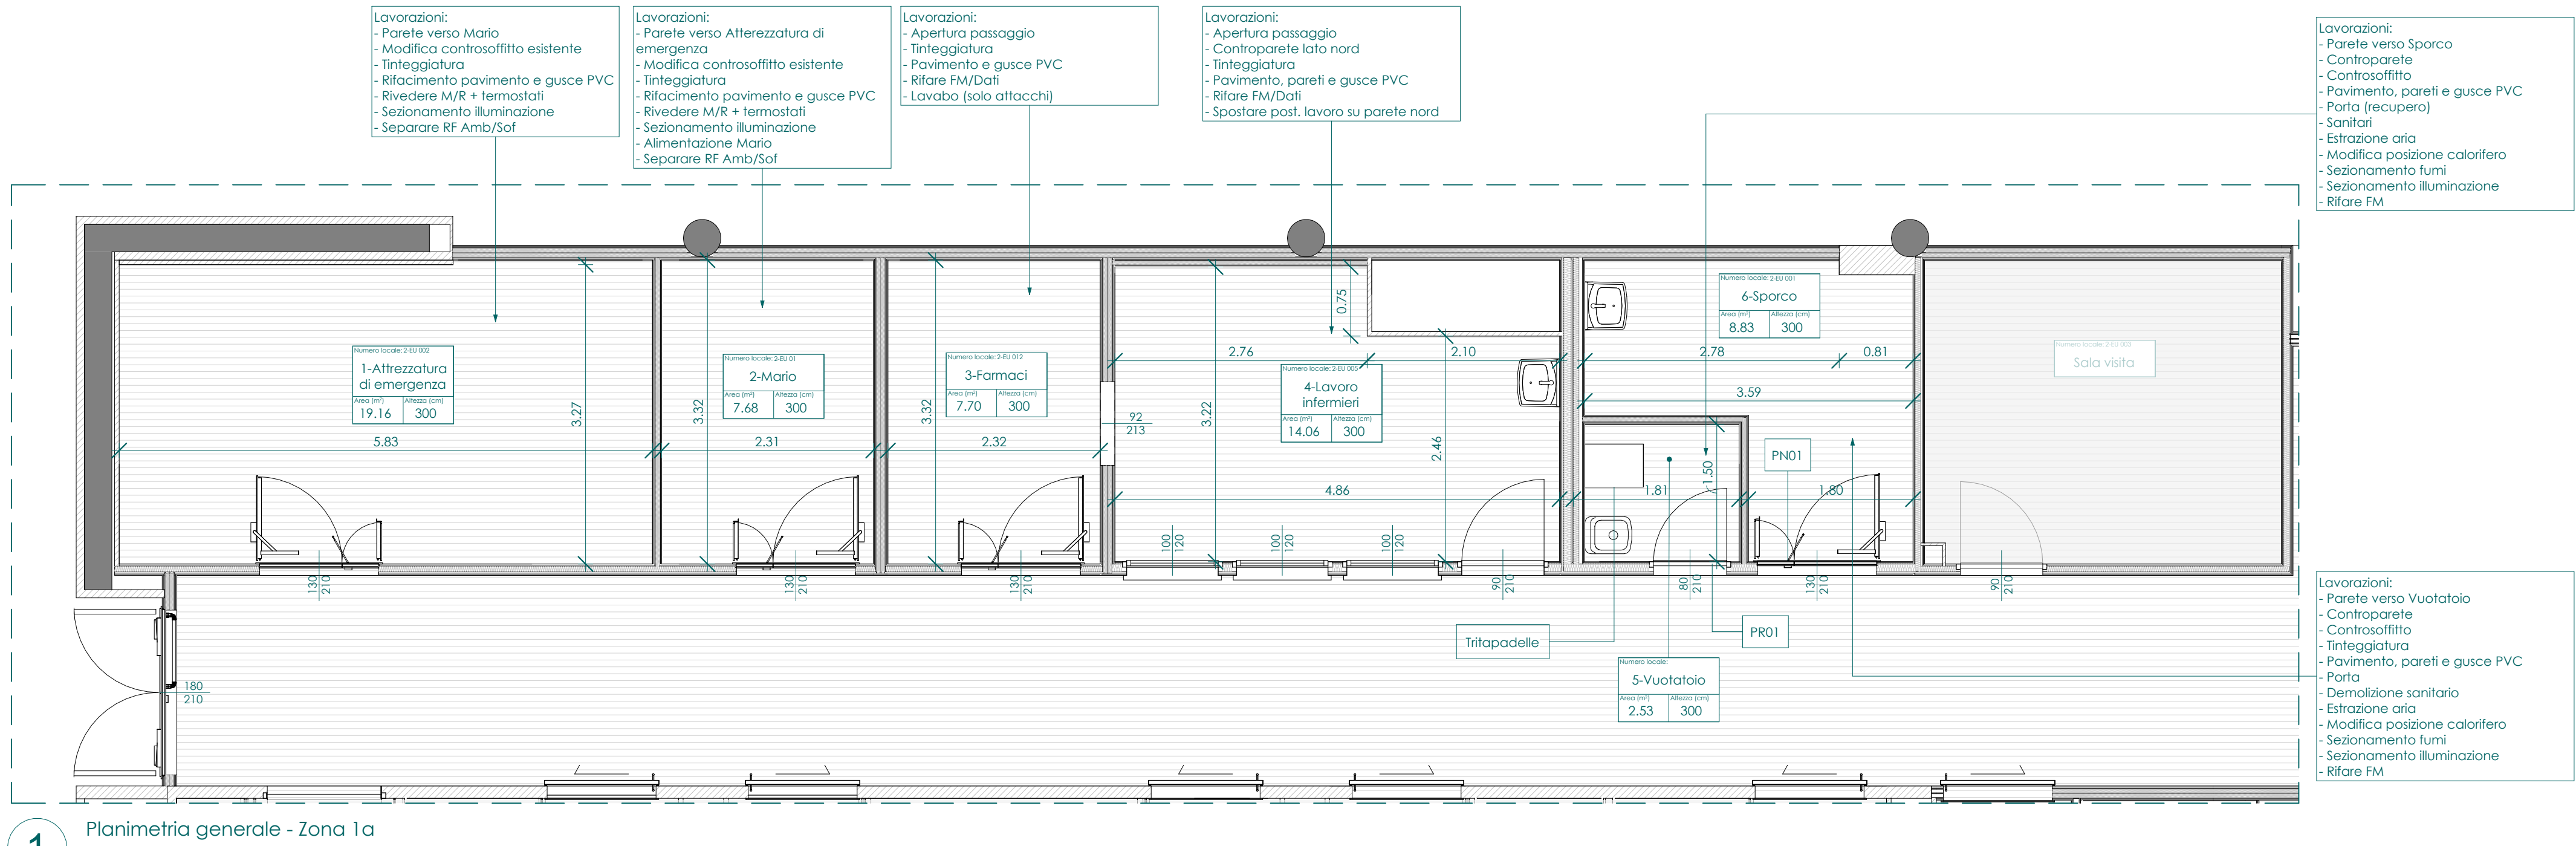 Lavorazioni:
- Parete verso Mario
- Modifica controsoffitto esistente
- Tinteggiatura
- Rifacimento pavimento e gusce PVC
- Rivedere M/R + termostati
- Sezionamento illuminazione
- Separare RF Amb/Sof
Lavorazioni:
- Parete verso Atterezzatura di
emergenza
- Modifica controsoffitto esistente
- Tinteggiatura
- Rifacimento pavimento e gusce PVC
- Rivedere M/R + termostati
- Sezionamento illuminazione
- Alimentazione Mario
- Separare RF Amb/Sof
Lavorazioni:
- Apertura passaggio
- Tinteggiatura
- Pavimento e gusce PVC
- Rifare FM/Dati
- Lavabo (solo attacchi)
Lavorazioni:
- Apertura passaggio
- Controparete lato nord
- Tinteggiatura
- Pavimento, pareti e gusce PVC
- Rifare FM/Dati
- Spostare post. lavoro su parete nord
Lavorazioni:
- Parete verso Sporco
- Controparete
- Controsoffitto
- Pavimento, pareti e gusce PVC
- Porta (recupero)
- Sanitari
- Estrazione aria
- Modifica posizione calorifero
- Sezionamento fumi
- Sezionamento illuminazione
- Rifare FM
Numero locale: 2-EU 002
1-Attrezzatura
di emergenza
Area (m²) Altezza (cm)
19.16 300
5.83
3.27
130
210
Numero locale: 2-EU 01
2-Mario
Area (m²) Altezza (cm)
7.68 300
3.32
2.31
130
210
Numero locale: 2-EU 012
3-Farmaci
Area (m²) Altezza (cm)
7.70 300
3.32
2.32
130
210
92
213
0.75
2.76
2.10
Numero locale: 2-EU 005
4-Lavoro
infermieri
Area (m²) Altezza (cm)
14.06 300
3.22
2.46
4.86
100
120
100
120
100
120
90
210
Numero locale: 2-EU 001
6-Sporco
Area (m²) Altezza (cm)
8.83 300
2.78
0.81
3.59
PN01
1.50
1.81
1.80
80
210
130
210
Numero locale: 2-EU 003
Sala visita
90
210
Tritapadelle
PR01
Numero locale:
5-Vuotatoio
Area (m²) Altezza (cm)
2.53 300
180
210
Lavorazioni:
- Parete verso Vuotatoio
- Controparete
- Controsoffitto
- Tinteggiatura
- Pavimento, pareti e gusce PVC
- Porta
- Demolizione sanitario
- Estrazione aria
- Modifica posizione calorifero
- Sezionamento fumi
- Sezionamento illuminazione
- Rifare FM
1
Planimetria generale - Zona 1a